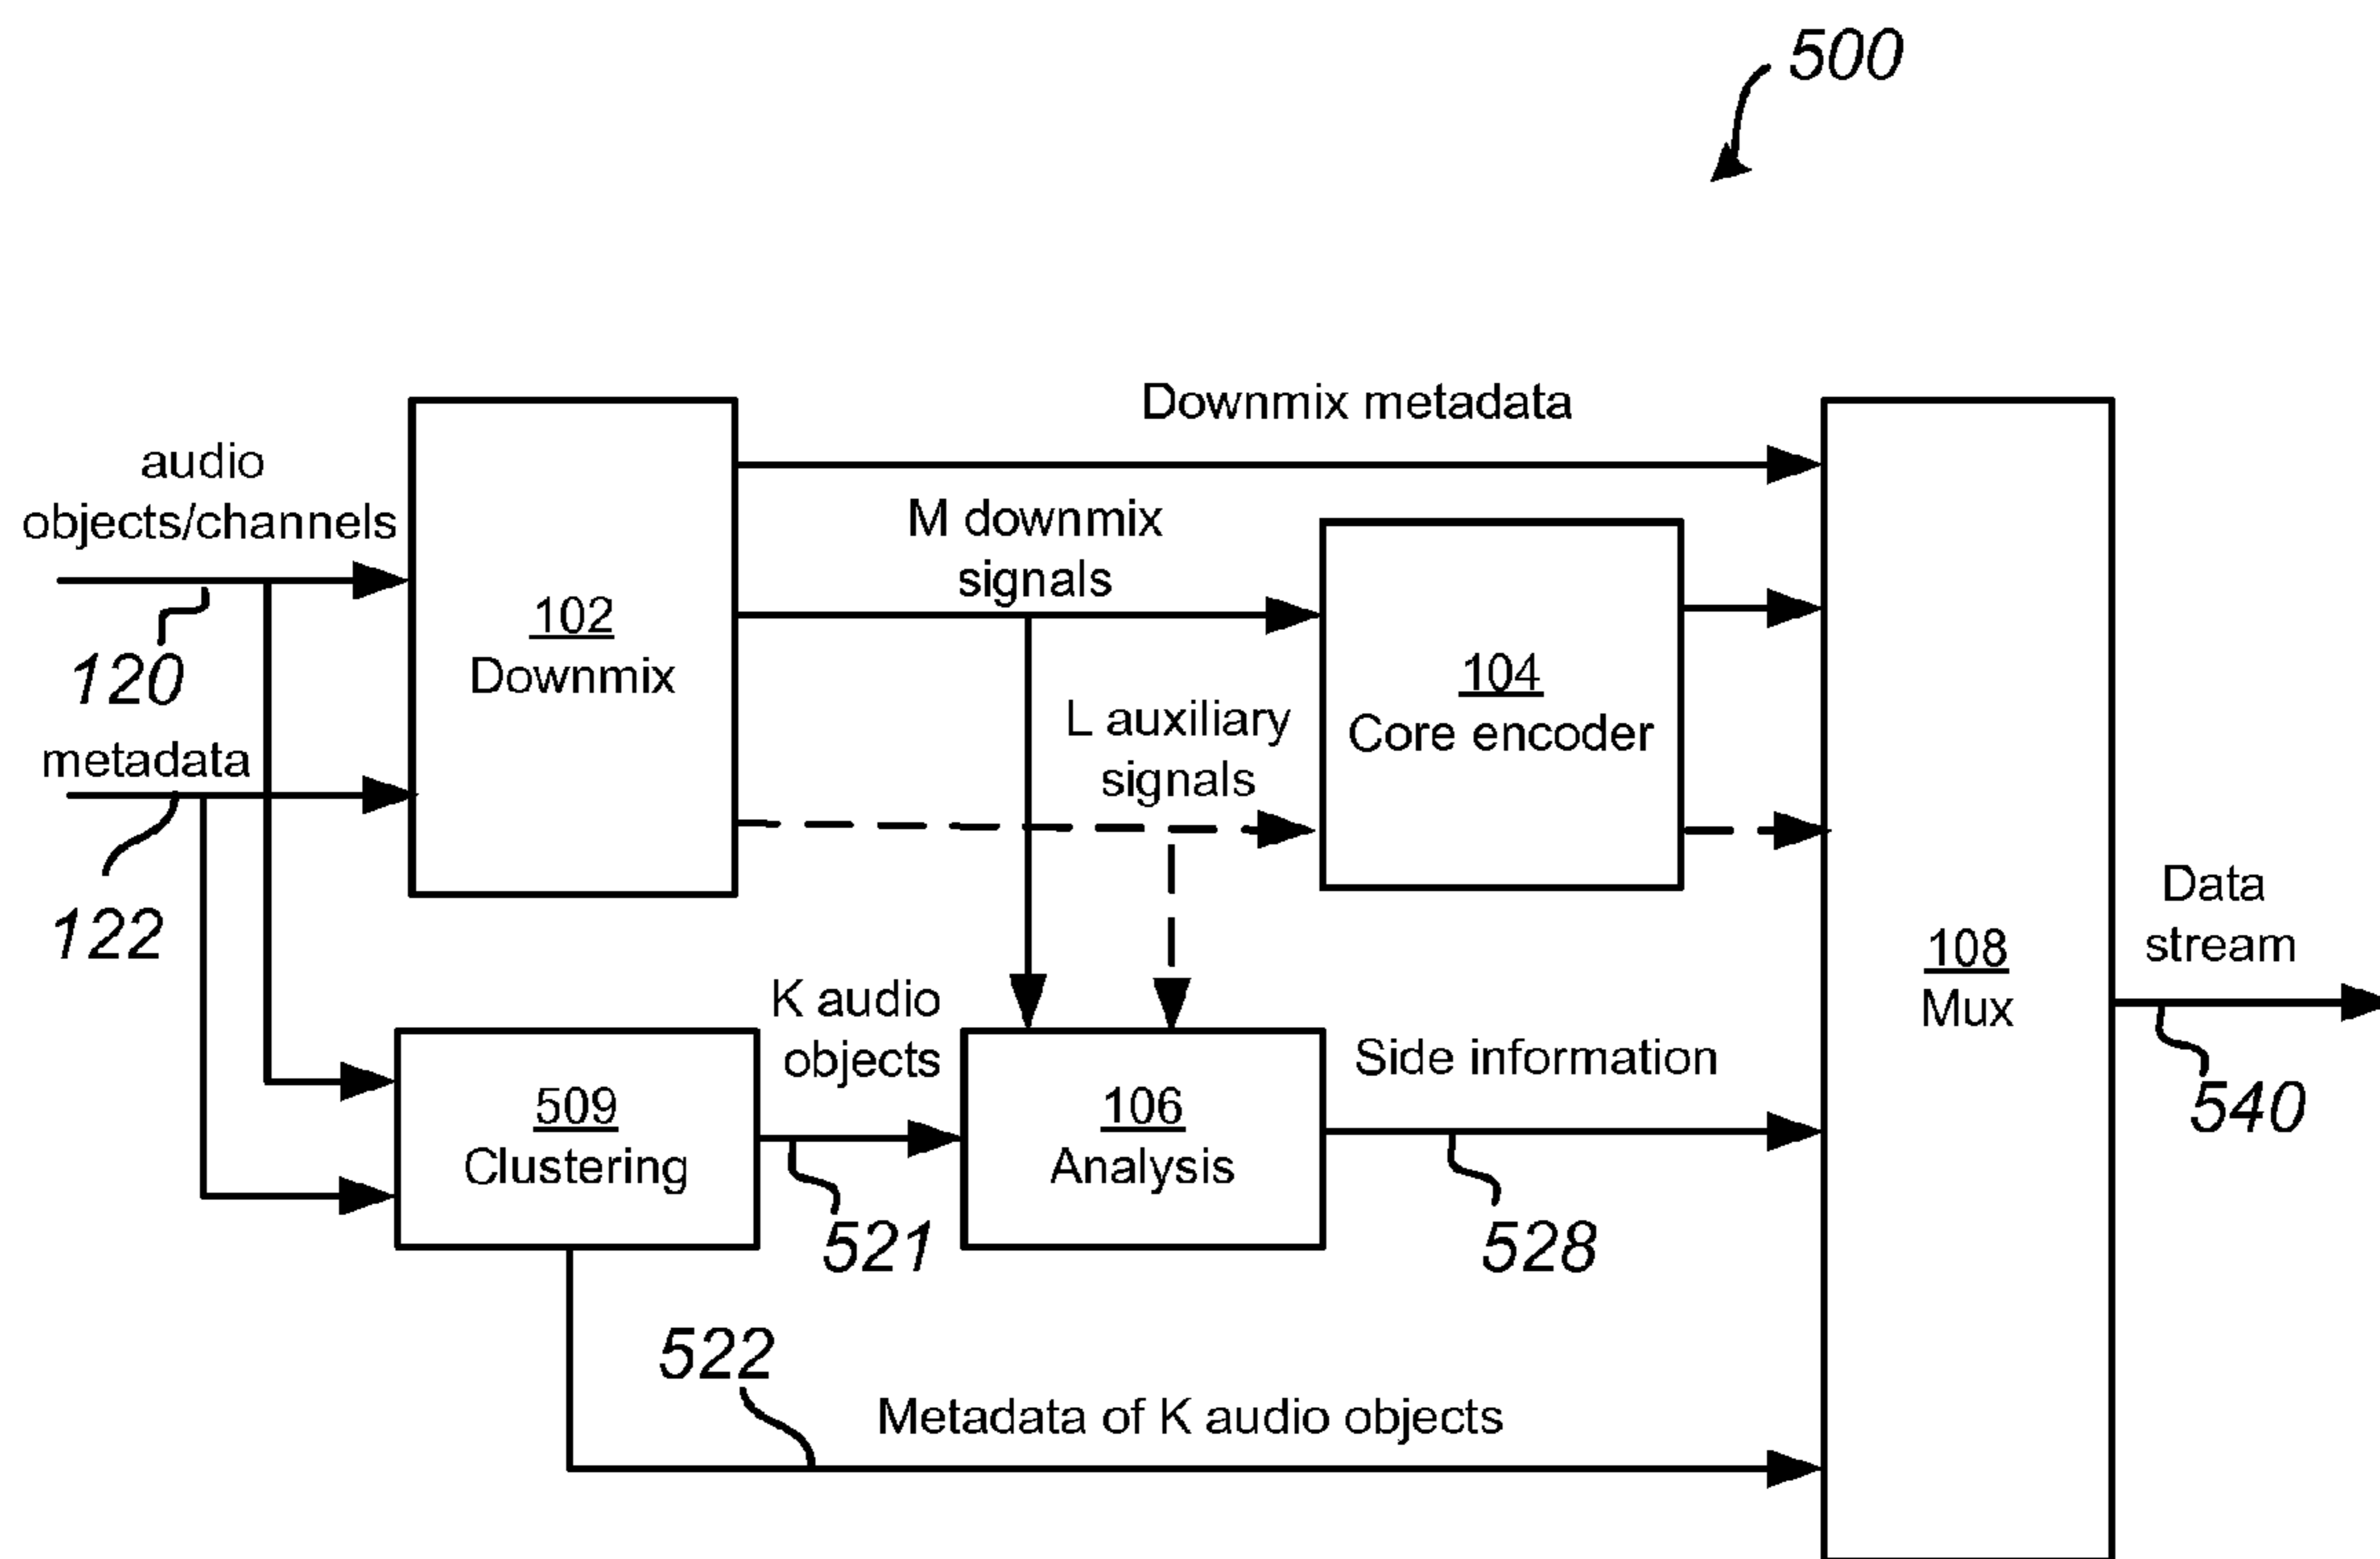 500
Downmix metadata
audio
objects/channels
M downmix
signals
102
Downmix
120
104
Core encoder
L auxiliary
signals
metadata
122
Data
stream
108
Mux
K audio
objects
Side information
509
Clustering
106
Analysis
540
521
528
522
Metadata of K audio objects